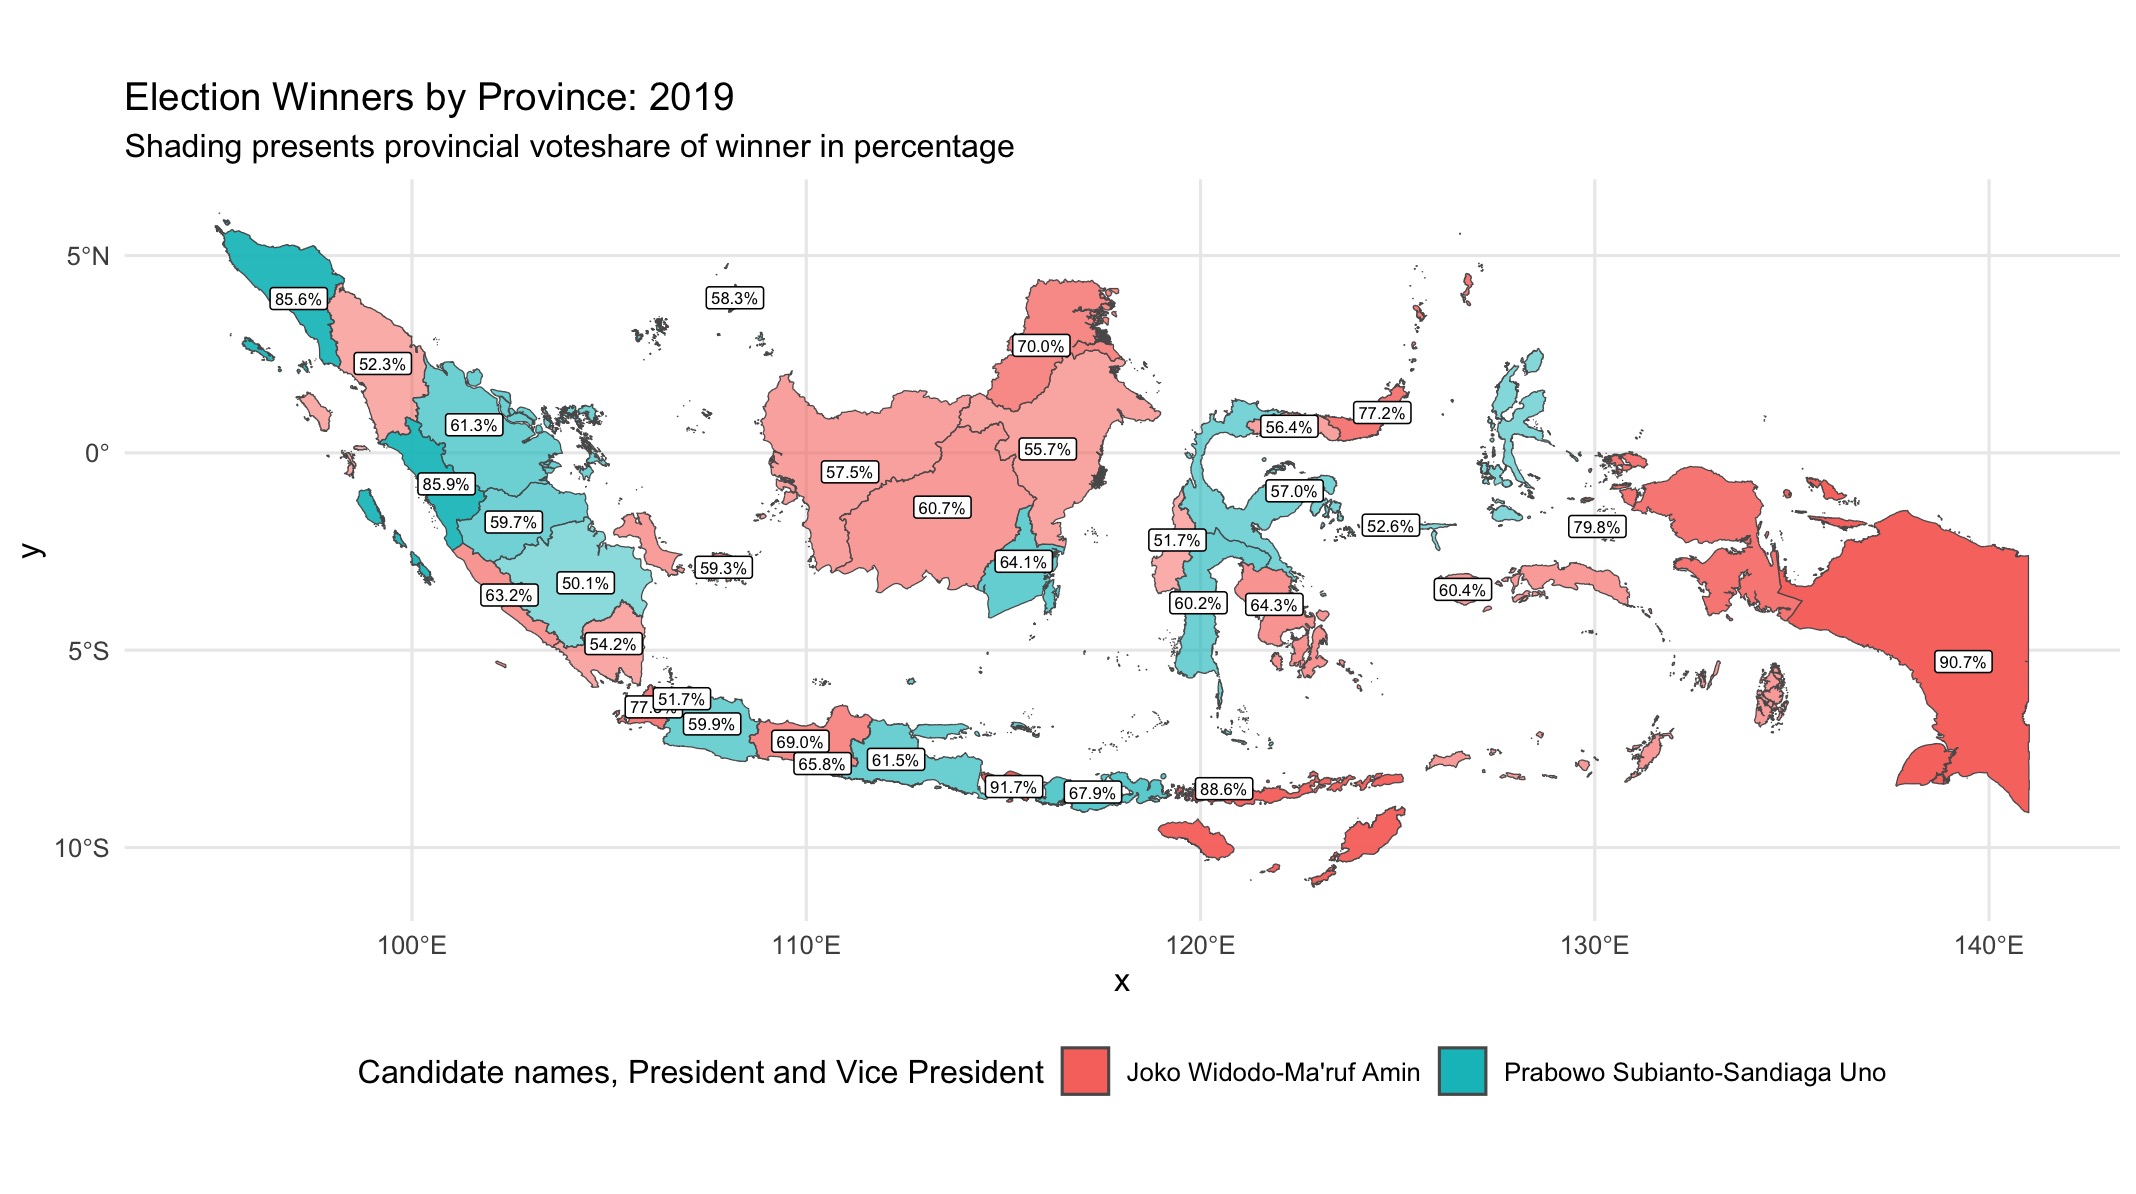 Election Winners by Province: 2019
Shading presents provincial voteshare of winner in percentage
5°N
0°
5°S
10°S
y
85.6%
58.3%
52.3%
70.0%
77.2%
61.3%
56.4%
55.7%
57.5%
85.9%
57.0%
60.7%
59.7%
52.6%
79.8%
51.7%
64.1%
59.3%
50.1%
60.4%
63.2%
60.2%
64.3%
54.2%
90.7%
51.7%
59.9%
69.0%
65.8%
61.5%
91.7%
67.9%
88.6%
100°E
110°E
120°E
130°E
140°E
x
Candidate names, President and Vice President
Joko Widodo-Ma'ruf Amin
Prabowo Subianto-Sandiaga Uno